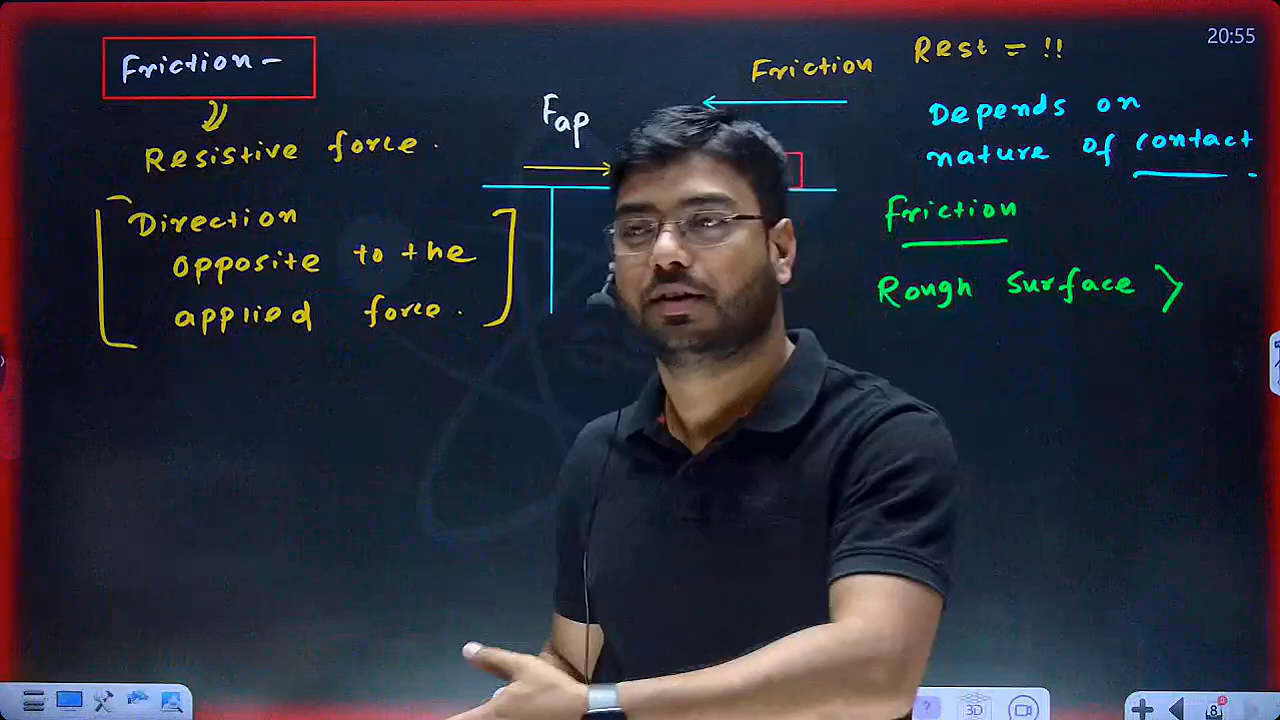 Friction -
Resistive force.
Direction
opposite to the
applied force.
Fap
Friction
Rest = !!
Depends on
nature of contact
friction
Rough surface >
20:55
3D
8
?